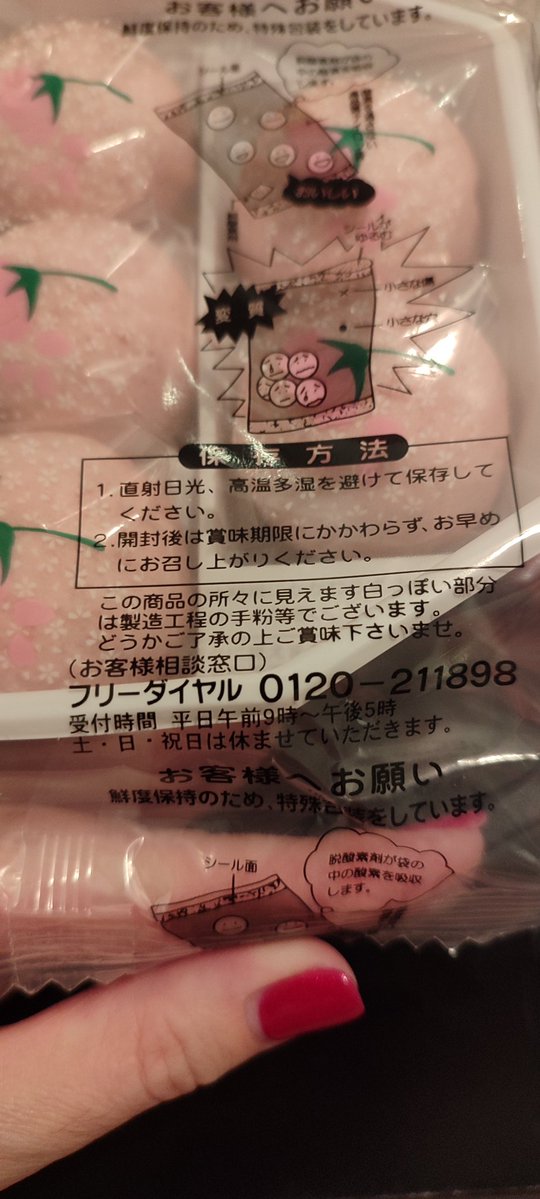 お客様へお願い
鮮度保持のため、特殊包装をしています。
シール面
おいしい
シールが
ゆるむ
小さな傷
小さな穴
変質
保存方法
1. 直射日光、高温多湿を避けて保存して
ください。
2. 開封後は賞味期限にかかわらず、お早め
にお召し上がりください。
この商品の所々に見えます白っぽい部分
は製造工程の手粉等でございます。
どうかご了承の上ご賞味下さいませ。
(お客様相談窓口)
フリーダイヤル 0120-211898
受付時間 平日午前9時〜午後5時
土・日・祝日は休ませていただきます。
お客様へお願い
鮮度保持のため、特殊包装をしています。
シール面
脱酸素剤が袋の
中の酸素を吸収
します。